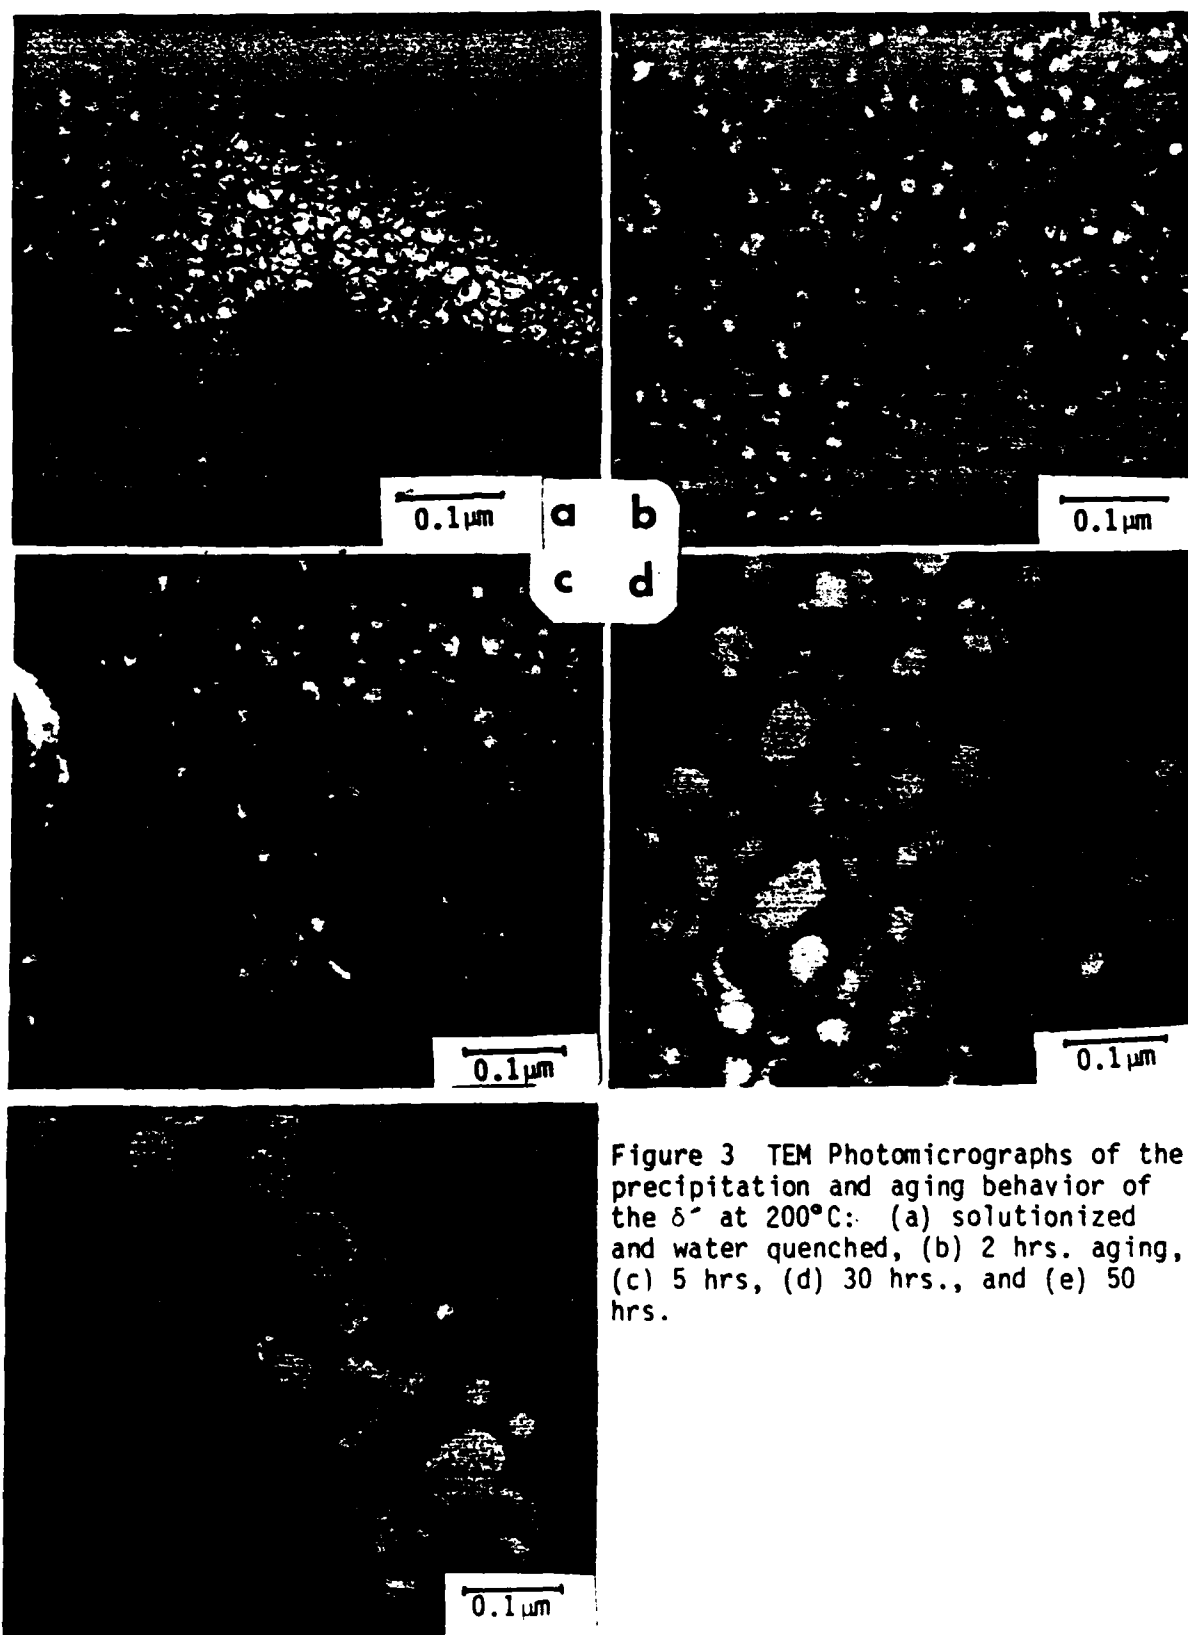 0.1µm
a b
0.1µm
c d
0.1µm
0.1µm
Figure 3 TEM Photomicrographs of the
precipitation and aging behavior of
the δ´ at 200°C: (a) solutionized
and water quenched, (b) 2 hrs. aging,
(c) 5 hrs, (d) 30 hrs., and (e) 50
hrs.
0.1µm